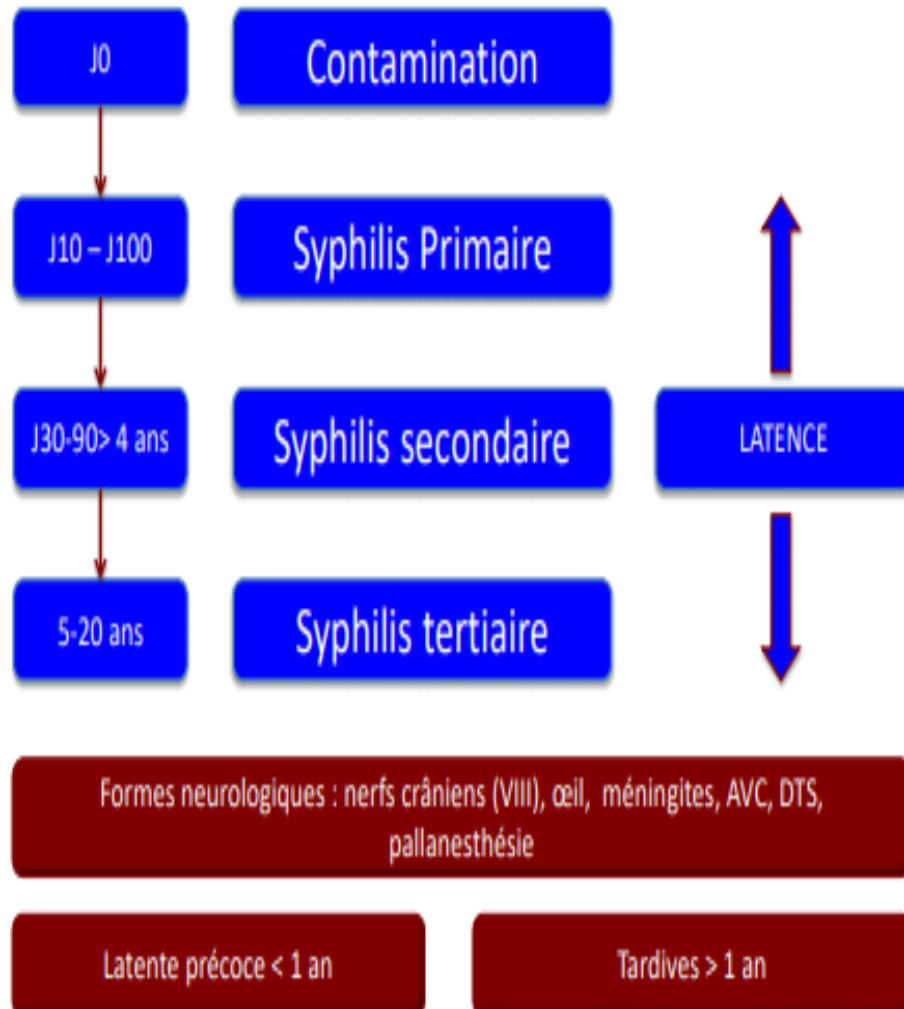 J0
Contamination
J10 – J100
Syphilis Primaire
J30-90> 4 ans
Syphilis secondaire
LATENCE
5-20 ans
Syphilis tertiaire
Formes neurologiques : nerfs crâniens (VIII), œil, méningites, AVC, DTS,
pallanesthésie
Latente précoce < 1 an
Tardives > 1 an